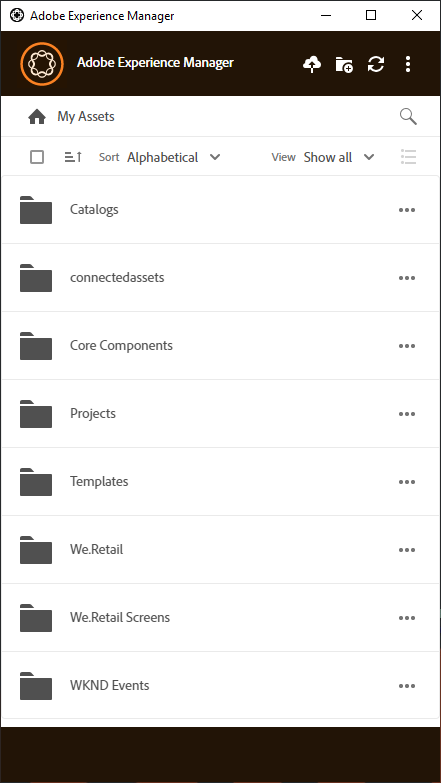 Adobe Experience Manager
Adobe Experience Manager
My Assets
Sort Alphabetical View Show all
Catalogs
connectedassets
Core Components
Projects
Templates
We.Retail
We.Retail Screens
WKND Events